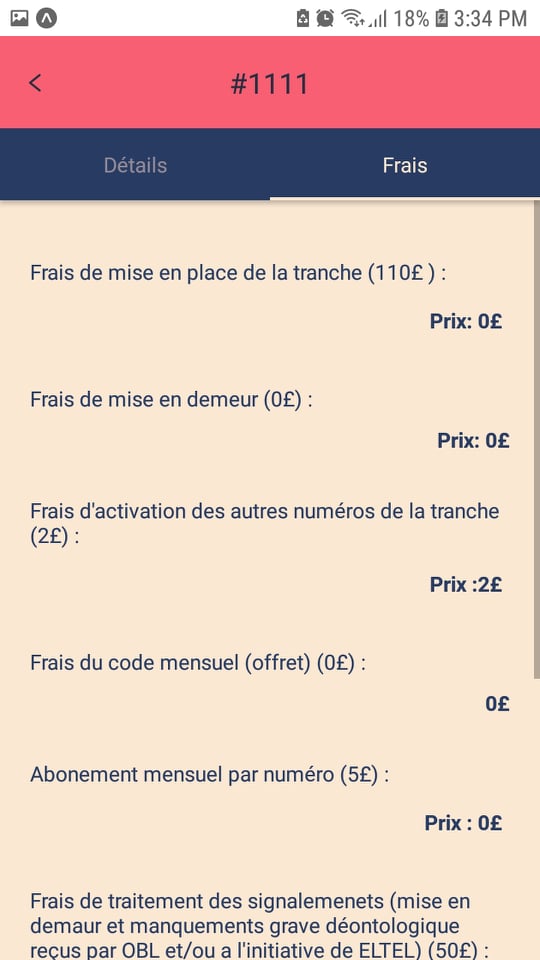 18% 3:34 PM
#1111
Détails Frais
Frais de mise en place de la tranche (110£ ) :
Prix: 0£
Frais de mise en demeur (0£) :
Prix: 0£
Frais d'activation des autres numéros de la tranche
(2£) :
Prix :2£
Frais du code mensuel (offret) (0£) :
0£
Abonement mensuel par numéro (5£) :
Prix : 0£
Frais de traitement des signalemenets (mise en
demaur et manquements grave déontologique
reçus par OBL et/ou a l'initiative de ELTEL) (50£) :